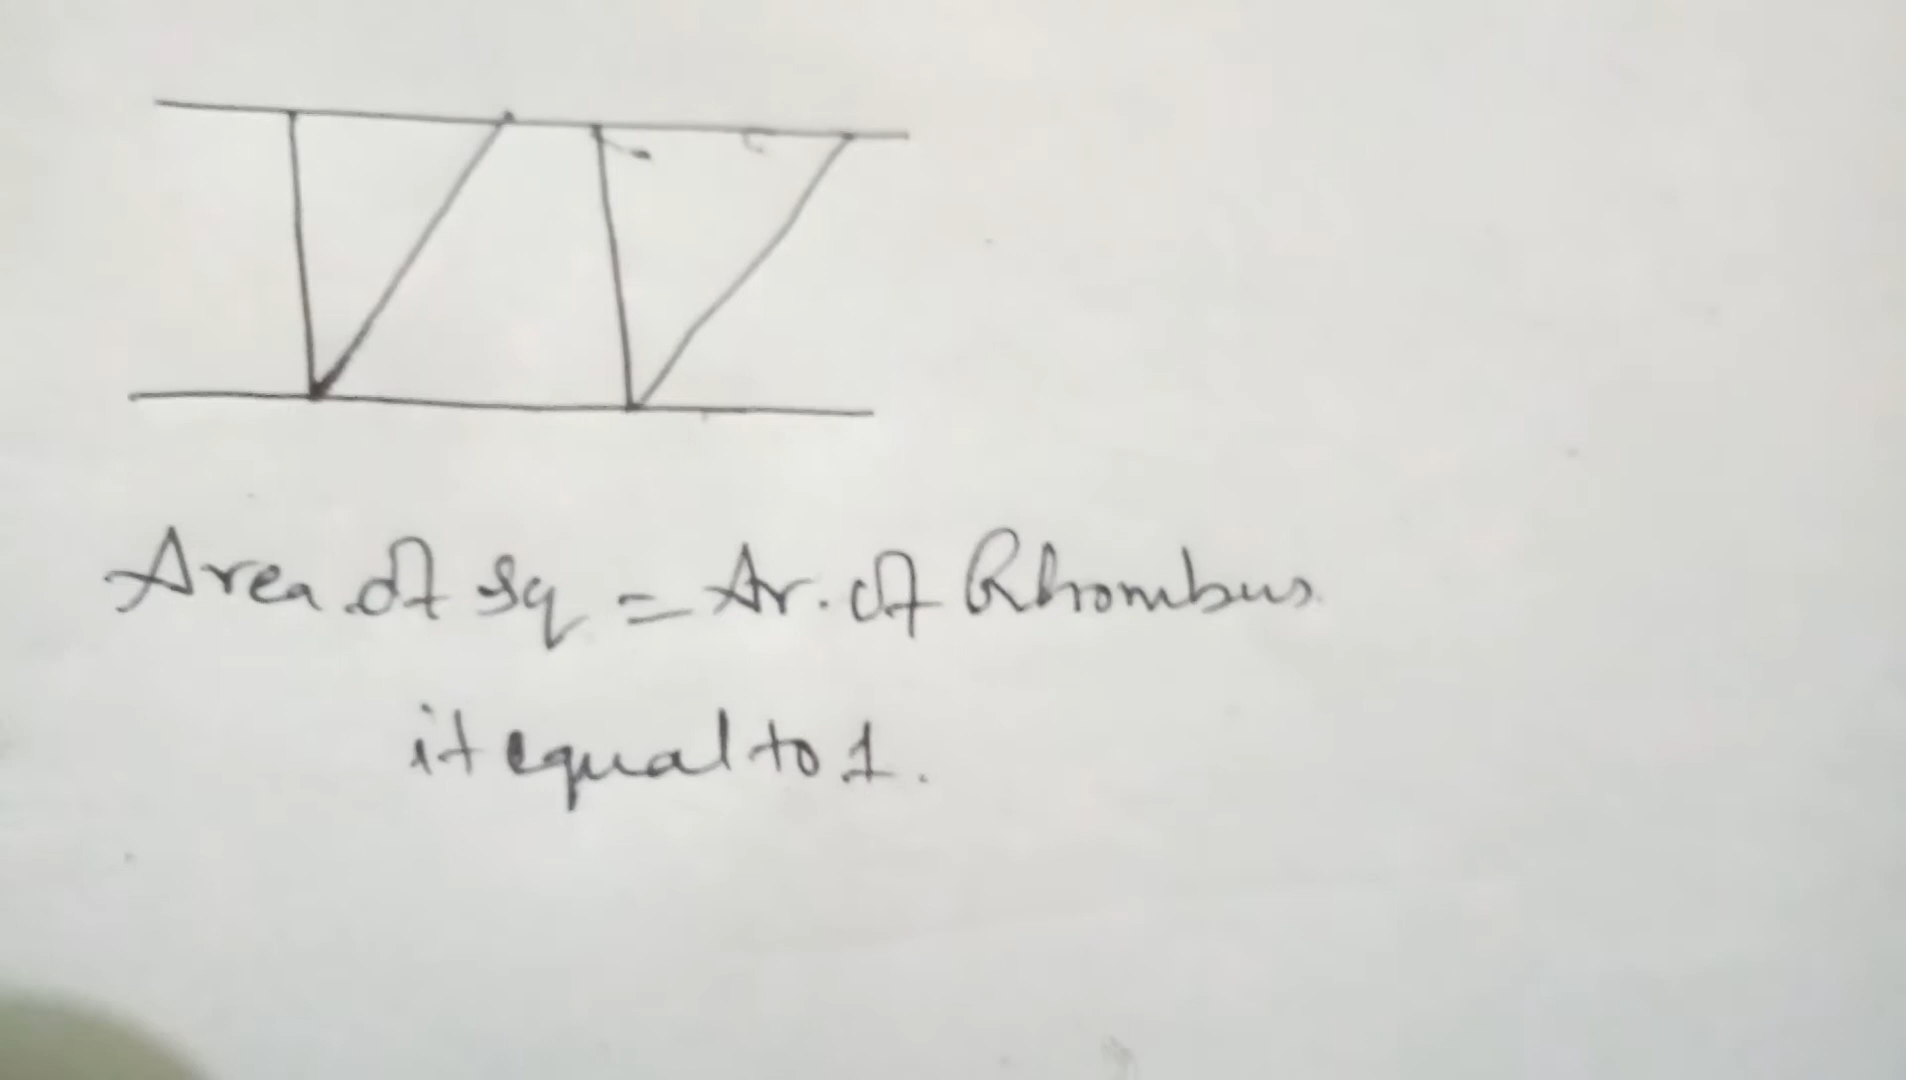 Area of sq = Ar. of Rhombus
it equal to 1.